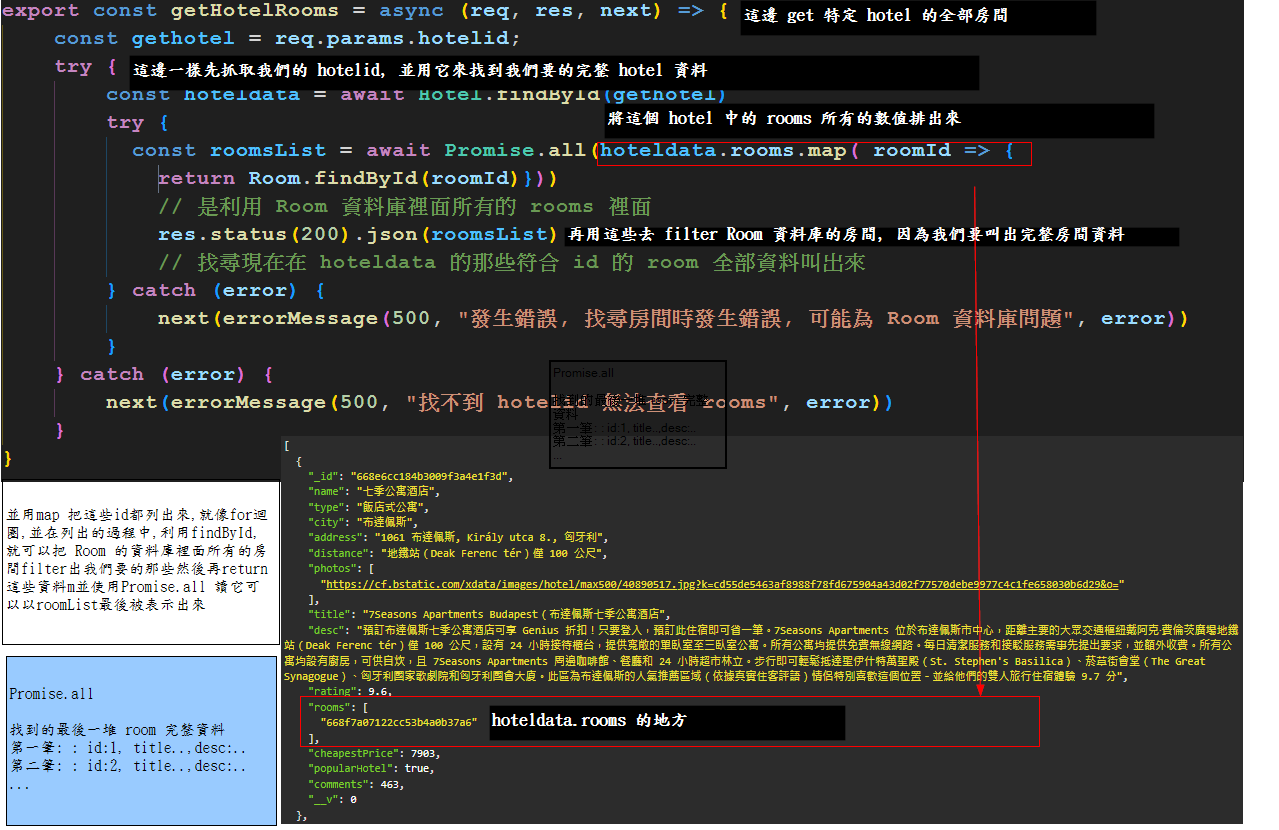 export const getHotelRooms = async (req, res, next) => {
這邊 get 特定 hotel 的全部房間
const gethotel = req.params.hotelid;
try {
這邊一樣先抓取我們的 hotelid, 並用它來找到我們要的完整 hotel 資料
const hoteldata = await Hotel.findById(gethotel)
將這個 hotel 中的 rooms 所有的數值排出來
try {
const roomsList = await Promise.all(hoteldata.rooms.map( roomId => {
return Room.findById(roomId)}))
// 是利用 Room 資料庫裡面所有的 rooms 裡面
res.status(200).json(roomsList)
再用這些去 filter Room 資料庫的房間, 因為我們要叫出完整房間資料
// 找尋現在在 hoteldata 的那些符合 id 的 room 全部資料叫出來
} catch (error) {
next(errorMessage(500, "發生錯誤, 找尋房間時發生錯誤, 可能為 Room 資料庫問題", error))
}
} catch (error) {
next(errorMessage(500, "找不到 hotelid 無法查看 rooms", error))
}
}
Promise.all
找到的最後一堆 room 完整
資料
第一筆: : id:1, title..,desc:..
第二筆: : id:2, title..,desc:..
...
並用map 把這些id都列出來,就像for迴
圈,並在列出的過程中,利用findById,
就可以把 Room 的資料庫裡面所有的房
間filter出我們要的那些然後再return
這些資料m並使用Promise.all 讓它可
以以roomList最後被表示出來
Promise.all
找到的最後一堆 room 完整資料
第一筆: : id:1, title..,desc:..
第二筆: : id:2, title..,desc:..
...
[
{
"_id": "668e6cc184b3009f3a4e1f3d",
"name": "七季公寓酒店",
"type": "飯店式公寓",
"city": "布達佩斯",
"address": "1061 布達佩斯, Király utca 8., 匈牙利",
"distance": "地鐵站（Deak Ferenc tér）僅 100 公尺",
"photos": [
"https://cf.bstatic.com/xdata/images/hotel/max500/40890517.jpg?k=cd55de5463af8988f78fd675904a43d02f77570debe9977c4c1fe658030b6d29&o="
],
"title": "7Seasons Apartments Budapest（布達佩斯七季公寓酒店",
"desc": "預訂布達佩斯七季公寓酒店可享 Genius 折扣！只要登入，預訂此住宿即可省一筆。7Seasons Apartments 位於布達佩斯市中心，距離主要的大眾交通樞紐戴阿克·費倫茨廣場地鐵
站（Deak Ferenc tér）僅 100 公尺，設有 24 小時接待櫃台，提供寬敞的單臥室至三臥室公寓。所有公寓均提供免費無線網路。每日清潔服務和接駁服務需事先提出要求，並額外收費。所有公
寓均設有廚房，可供自炊，且 7Seasons Apartments 周邊咖啡館、餐廳和 24 小時超市林立。步行即可輕鬆抵達聖伊什特萬聖殿（St. Stephen's Basilica）、菸草街會堂（The Great
Synagogue）、匈牙利國家歌劇院和匈牙利國會大廈。此區為布達佩斯的人氣推薦區域（依據真實住客評語）情侶特別喜歡這個位置－並給他們的雙人旅行住宿體驗 9.7 分",
"rating": 9.6,
"rooms": [
"668f7a07122cc53b4a0b37a6"
hoteldata.rooms 的地方
],
"cheapestPrice": 7903,
"popularHotel": true,
"comments": 463,
"__v": 0
},